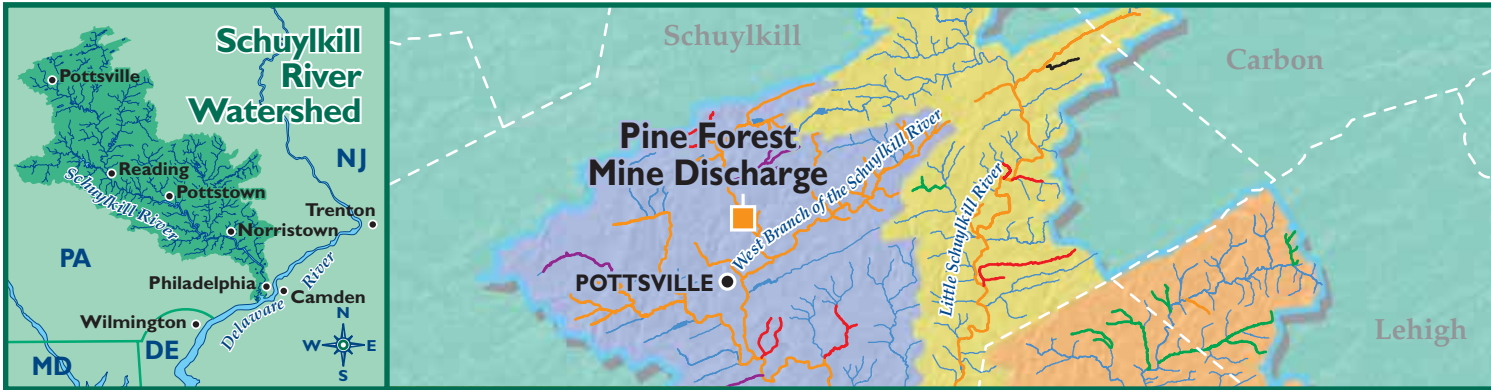 Schuylkill
River
Watershed
Pottsville
NJ
Reading
Pottstown
Schuylkill River
Trenton
Norristown
PA
Philadelphia
Camden
Delaware River
Wilmington
DE
MD
N
W E
S
Schuylkill
Carbon
Pine Forest
Mine Discharge
West Branch of the Schuylkill River
Little Schuylkill River
POTTSVILLE
Lehigh